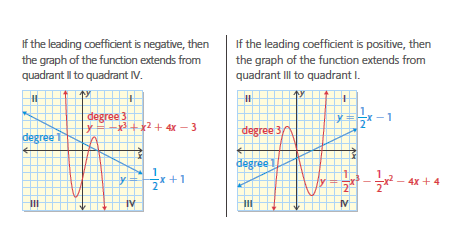 If the leading coefficient is negative, then
the graph of the function extends from
quadrant II to quadrant IV.
II
y
I
degree 3
y = –x³ + x² + 4x – 3
degree 1
x
y = –1/2x + 1
III
IV
If the leading coefficient is positive, then
the graph of the function extends from
quadrant III to quadrant I.
II
y
I
y = 1/2x – 1
degree 3
x
degree 1
y = 1/2x³ – 1/2x² – 4x + 4
III
IV